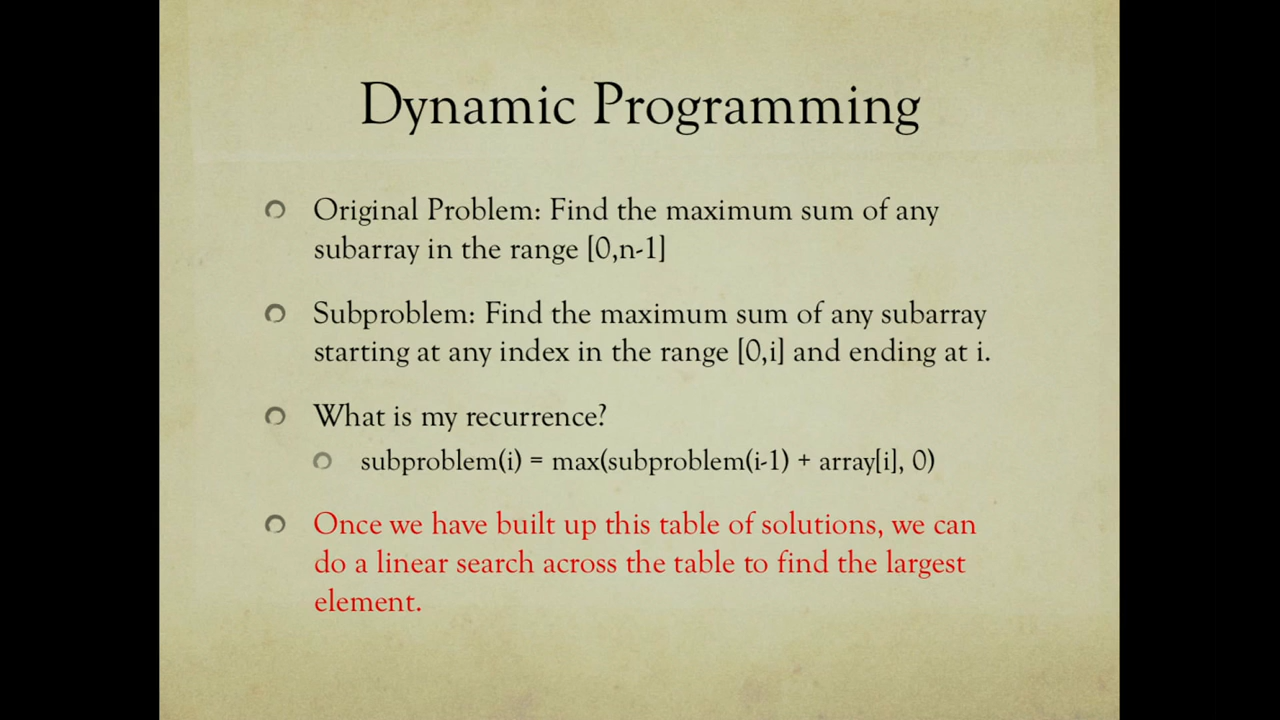 Dynamic Programming
Original Problem: Find the maximum sum of any
subarray in the range [0,n-1]
Subproblem: Find the maximum sum of any subarray
starting at any index in the range [0,i] and ending at i.
What is my recurrence?
subproblem(i) = max(subproblem(i-1) + array[i], 0)
Once we have built up this table of solutions, we can
do a linear search across the table to find the largest
element.